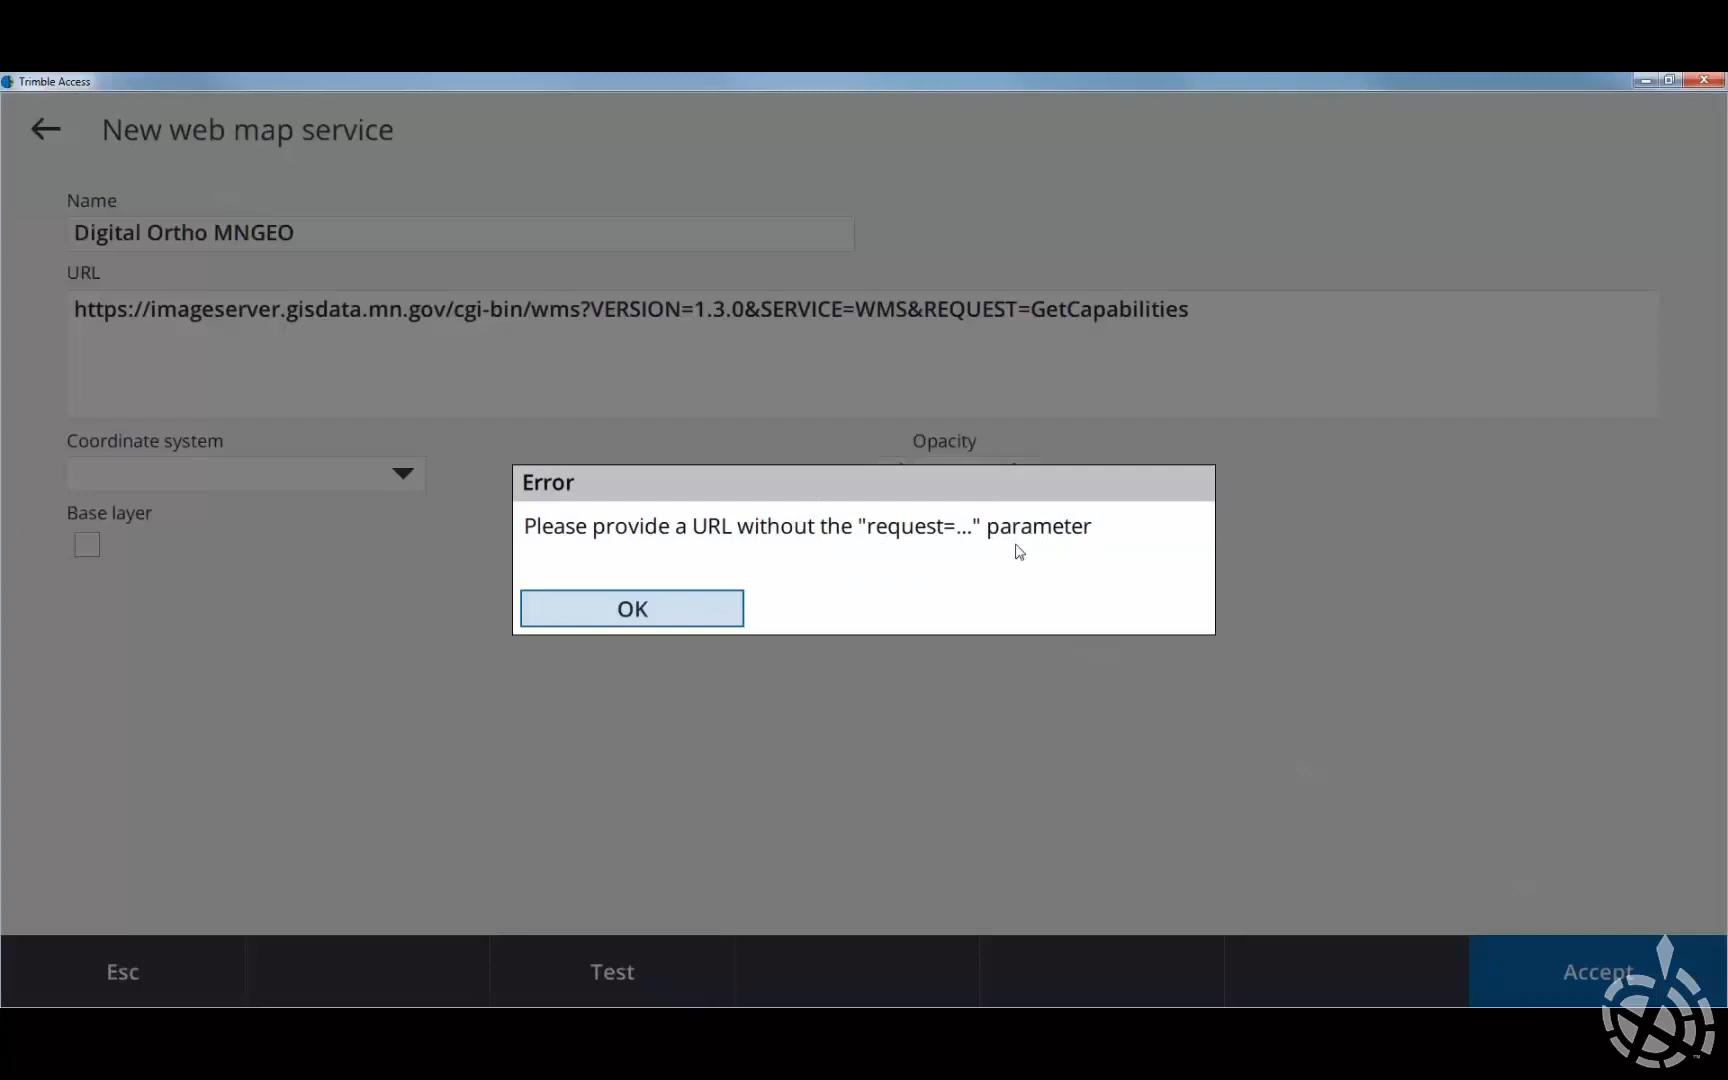 Trimble Access
New web map service
Name
Digital Ortho MNGEO
URL
https://imageserver.gisdata.mn.gov/cgi-bin/wms?VERSION=1.3.0&SERVICE=WMS&REQUEST=GetCapabilities
Coordinate system
Opacity
Base layer
Error
Please provide a URL without the "request=..." parameter
OK
Esc
Test
Accept